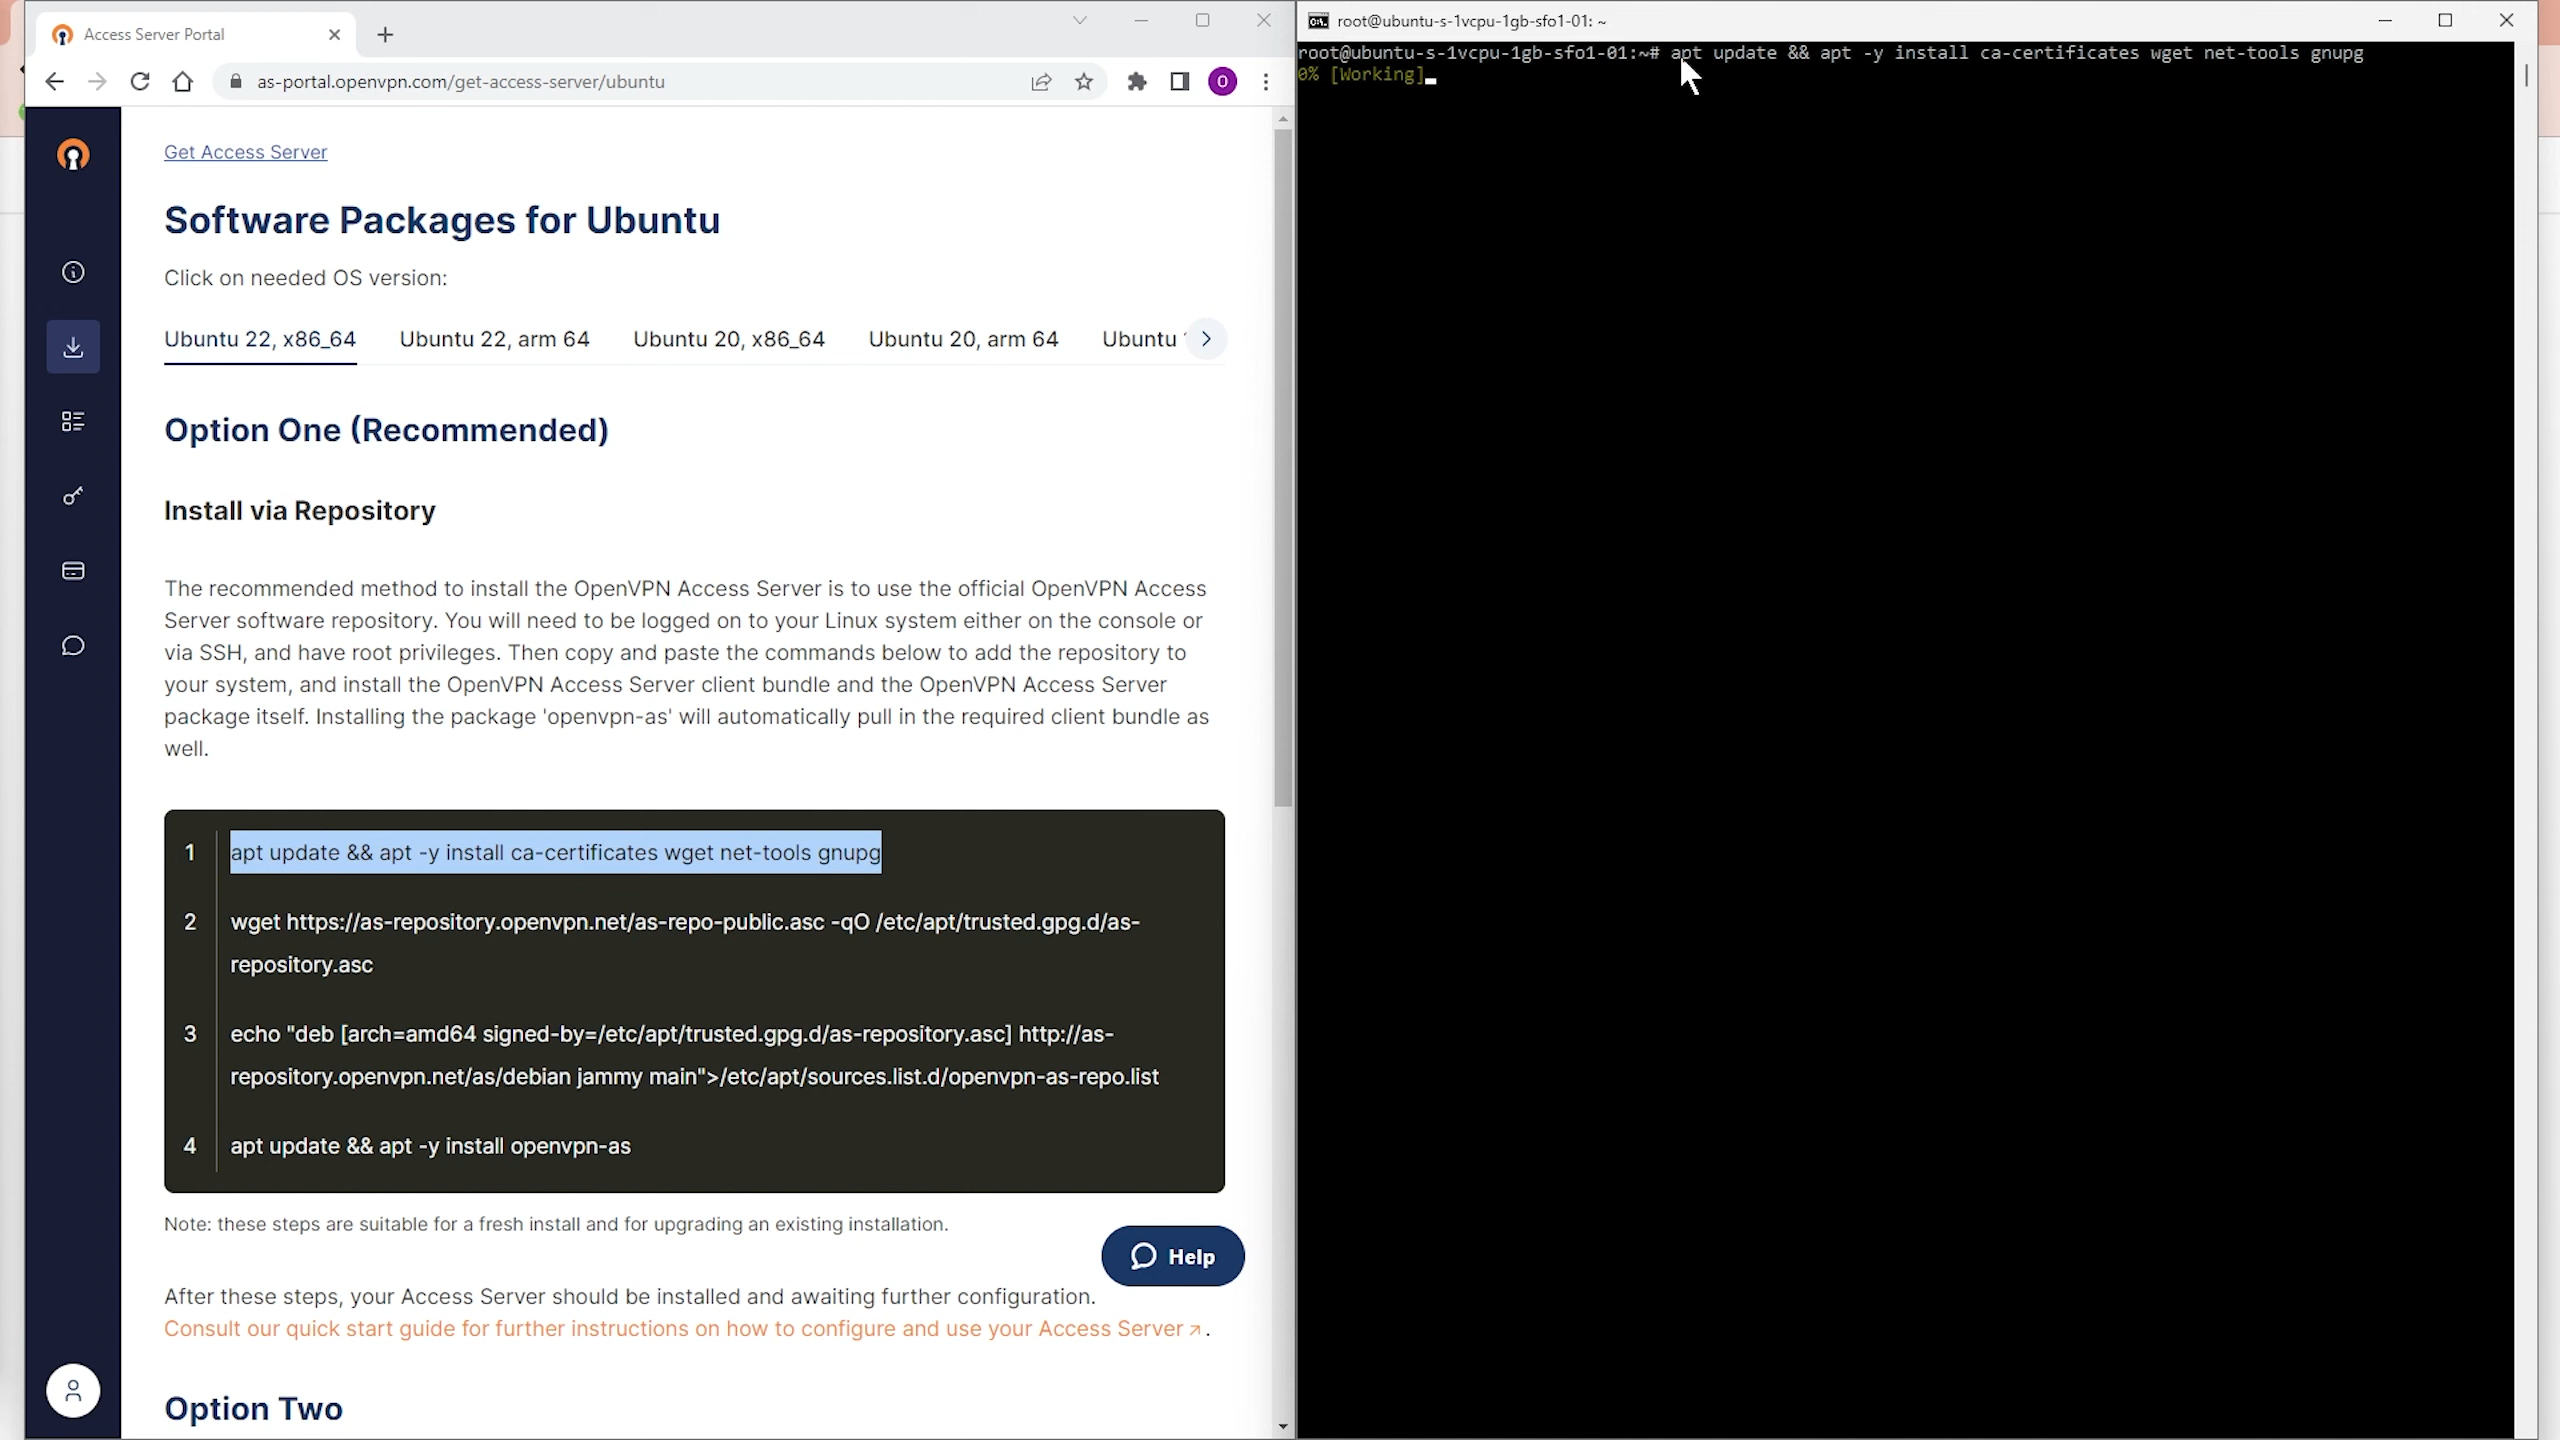 Access Server Portal
as-portal.openvpn.com/get-access-server/ubuntu
O
Get Access Server
Software Packages for Ubuntu
Click on needed OS version:
Ubuntu 22, x86_64 Ubuntu 22, arm 64 Ubuntu 20, x86_64 Ubuntu 20, arm 64 Ubuntu
Option One (Recommended)
Install via Repository
The recommended method to install the OpenVPN Access Server is to use the official OpenVPN Access
Server software repository. You will need to be logged on to your Linux system either on the console or
via SSH, and have root privileges. Then copy and paste the commands below to add the repository to
your system, and install the OpenVPN Access Server client bundle and the OpenVPN Access Server
package itself. Installing the package 'openvpn-as' will automatically pull in the required client bundle as
well.
1 apt update && apt -y install ca-certificates wget net-tools gnupg
2 wget https://as-repository.openvpn.net/as-repo-public.asc -qO /etc/apt/trusted.gpg.d/as-
repository.asc
3 echo "deb [arch=amd64 signed-by=/etc/apt/trusted.gpg.d/as-repository.asc] http://as-
repository.openvpn.net/as/debian jammy main">/etc/apt/sources.list.d/openvpn-as-repo.list
4 apt update && apt -y install openvpn-as
Note: these steps are suitable for a fresh install and for upgrading an existing installation.
Help
After these steps, your Access Server should be installed and awaiting further configuration.
Consult our quick start guide for further instructions on how to configure and use your Access Server ↗.
Option Two
root@ubuntu-s-1vcpu-1gb-sfo1-01: ~
root@ubuntu-s-1vcpu-1gb-sfo1-01:~# apt update && apt -y install ca-certificates wget net-tools gnupg
0% [Working]